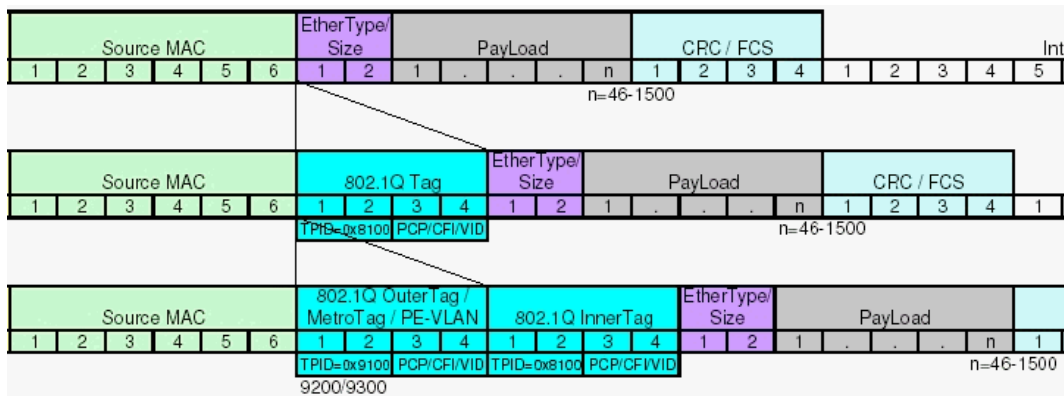 EtherType/
Source MAC Size PayLoad CRC / FCS Int
1 2 3 4 5 6 1 2 1 . . . n 1 2 3 4 1 2 3 4 5
n=46-1500
EtherType/
Source MAC 802.1Q Tag Size PayLoad CRC / FCS
1 2 3 4 5 6 1 2 3 4 1 2 1 . . . n 1 2 3 4 1
TPID=0x8100 PCP/CFI/VID n=46-1500
802.1Q OuterTag / EtherType/
Source MAC MetroTag / PE-VLAN 802.1Q InnerTag Size PayLoad
1 2 3 4 5 6 1 2 3 4 1 2 3 4 1 2 1 . . . n 1
TPID=0x9100 PCP/CFI/VID TPID=0x8100 PCP/CFI/VID n=46-1500
9200/9300